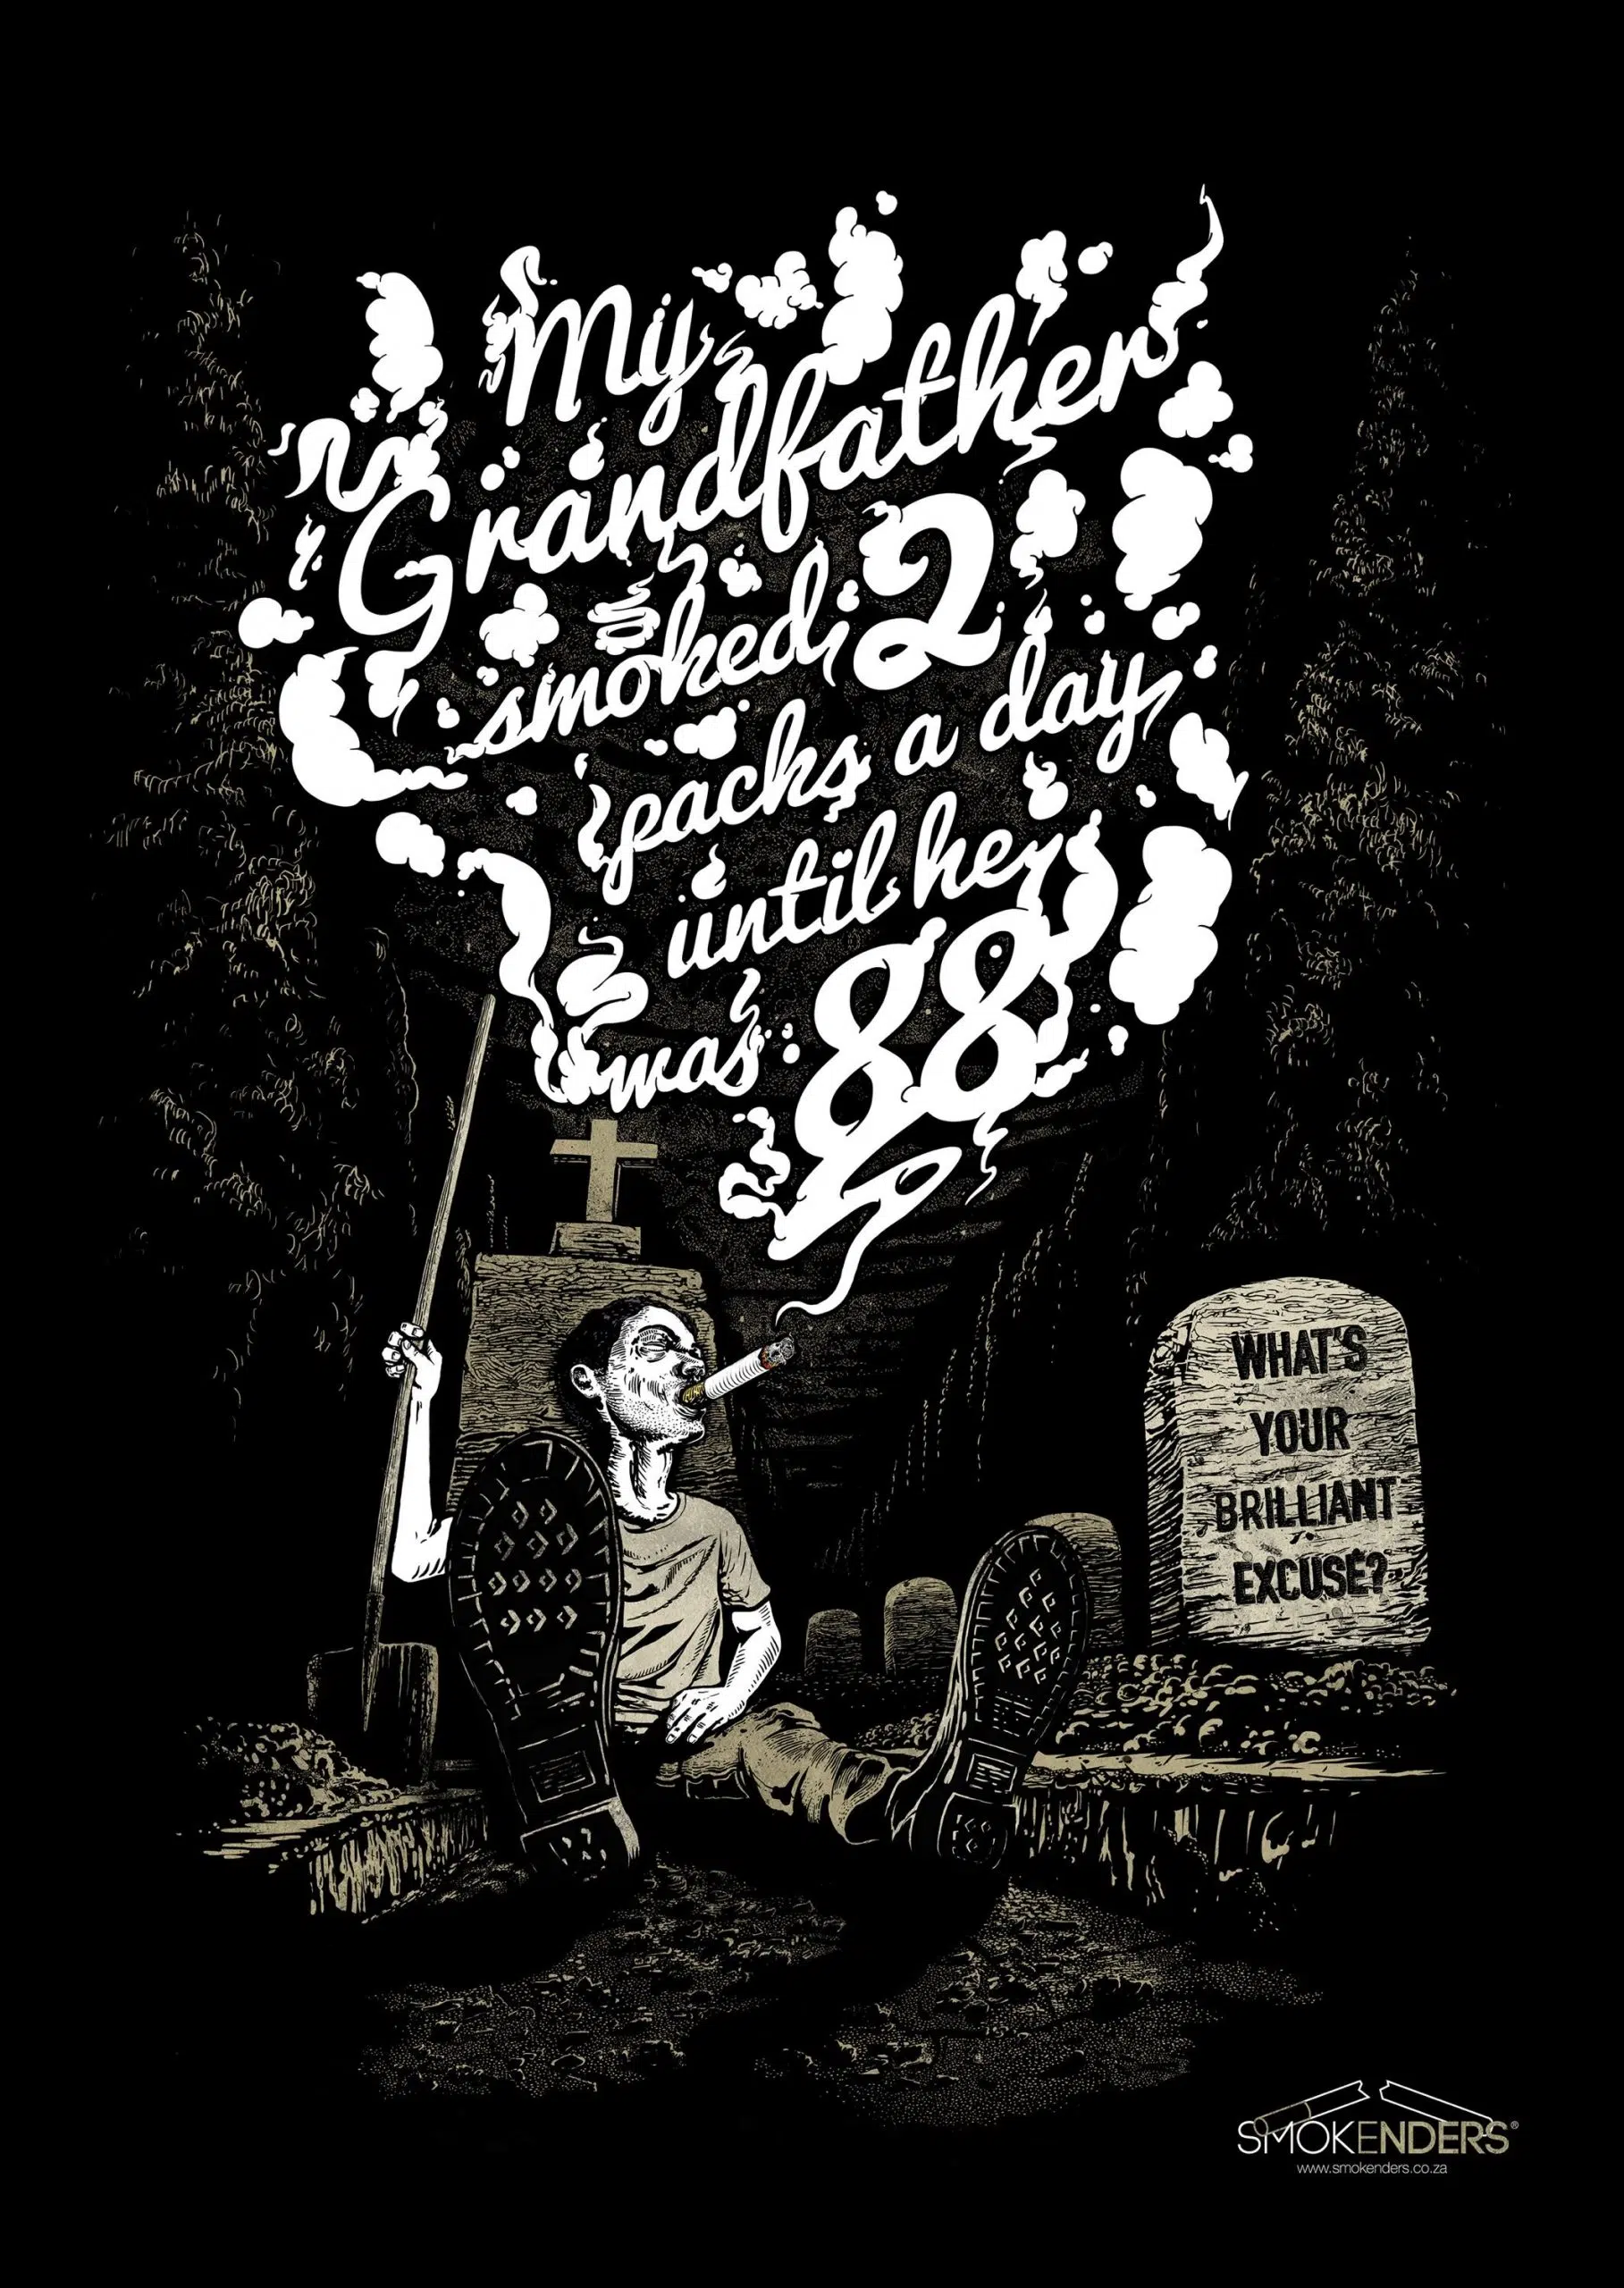 My
Grandfather
smoked 2
packs a day
until he
was 88
WHAT'S
YOUR
BRILLIANT
EXCUSE?
SMOKENDERS®
www.smokenders.co.za